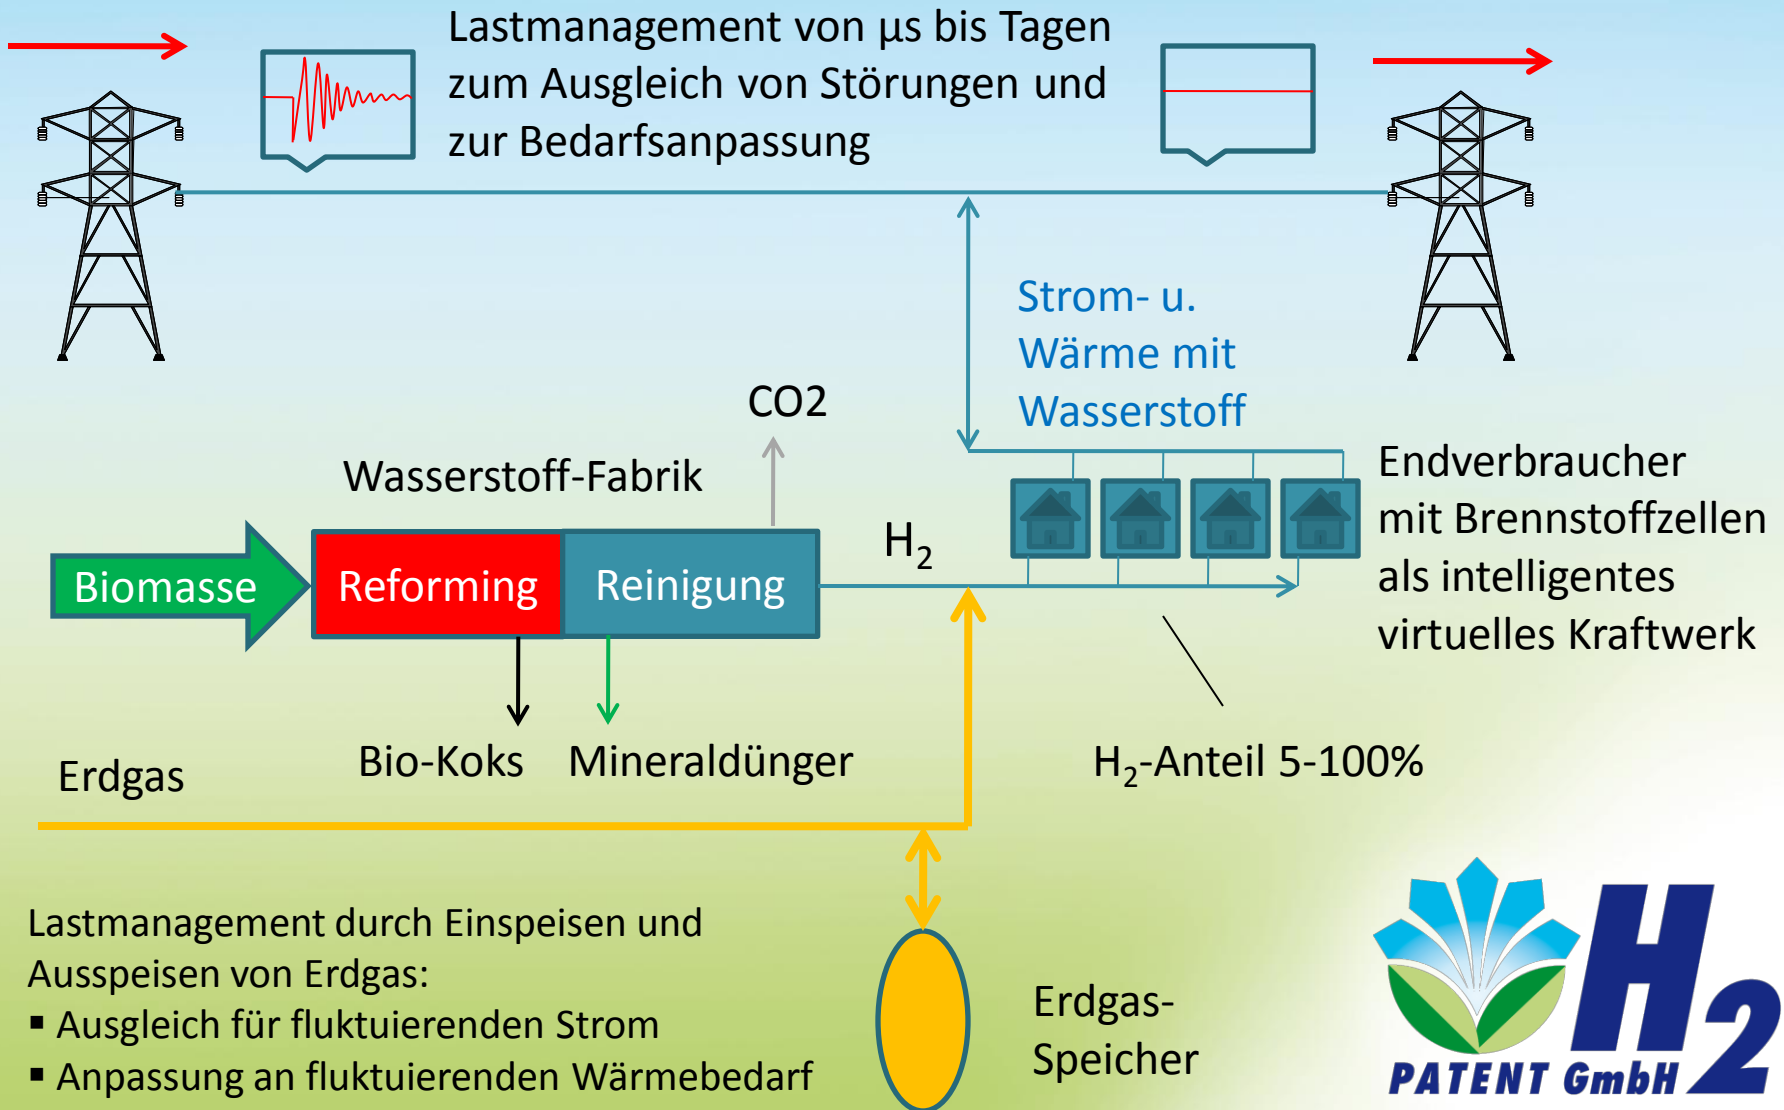 Lastmanagement von µs bis Tagen
zum Ausgleich von Störungen und
zur Bedarfsanpassung
Strom- u.
Wärme mit
Wasserstoff
CO2
Wasserstoff-Fabrik
Endverbraucher
mit Brennstoffzellen
als intelligentes
virtuelles Kraftwerk
H₂
Biomasse
Reforming
Reinigung
Bio-Koks
Mineraldünger
H₂-Anteil 5-100%
Erdgas
Lastmanagement durch Einspeisen und
Ausspeisen von Erdgas:
▪ Ausgleich für fluktuierenden Strom
▪ Anpassung an fluktuierenden Wärmebedarf
Erdgas-
Speicher
H2
PATENT GmbH